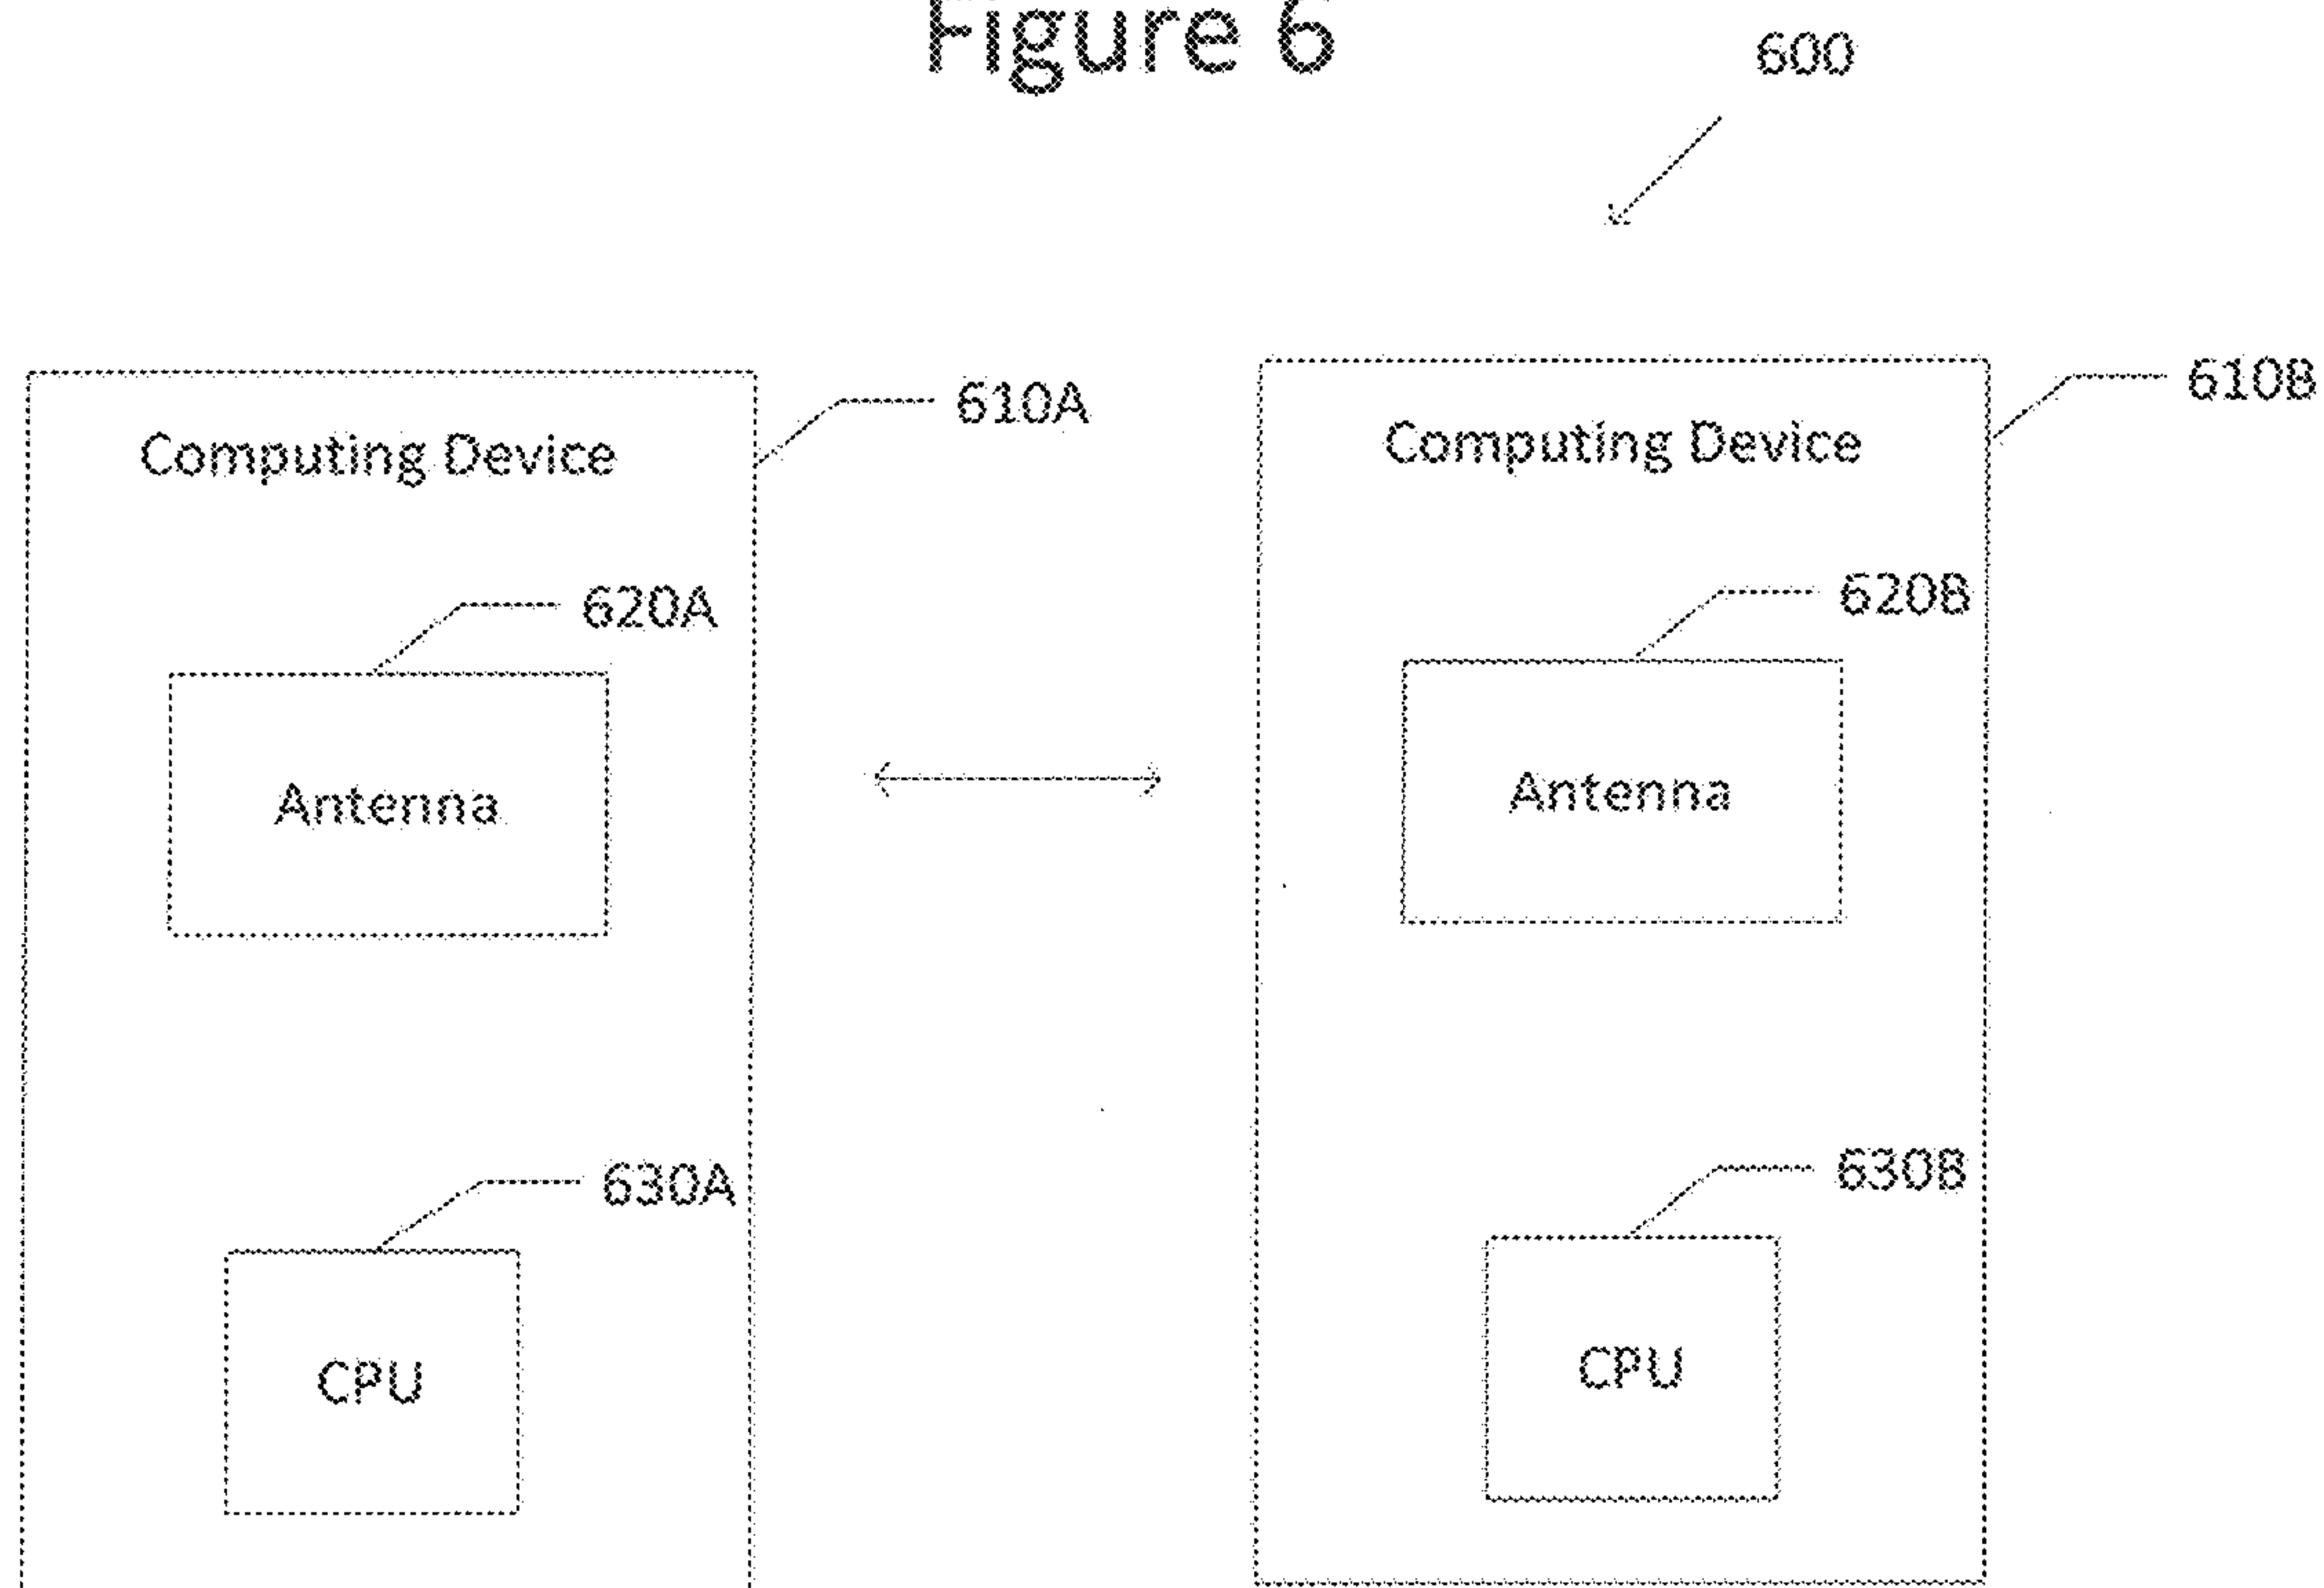 Figure 6
600
610A
Computing Device
620A
Antenna
630A
CPU
610B
Computing Device
620B
Antenna
630B
CPU